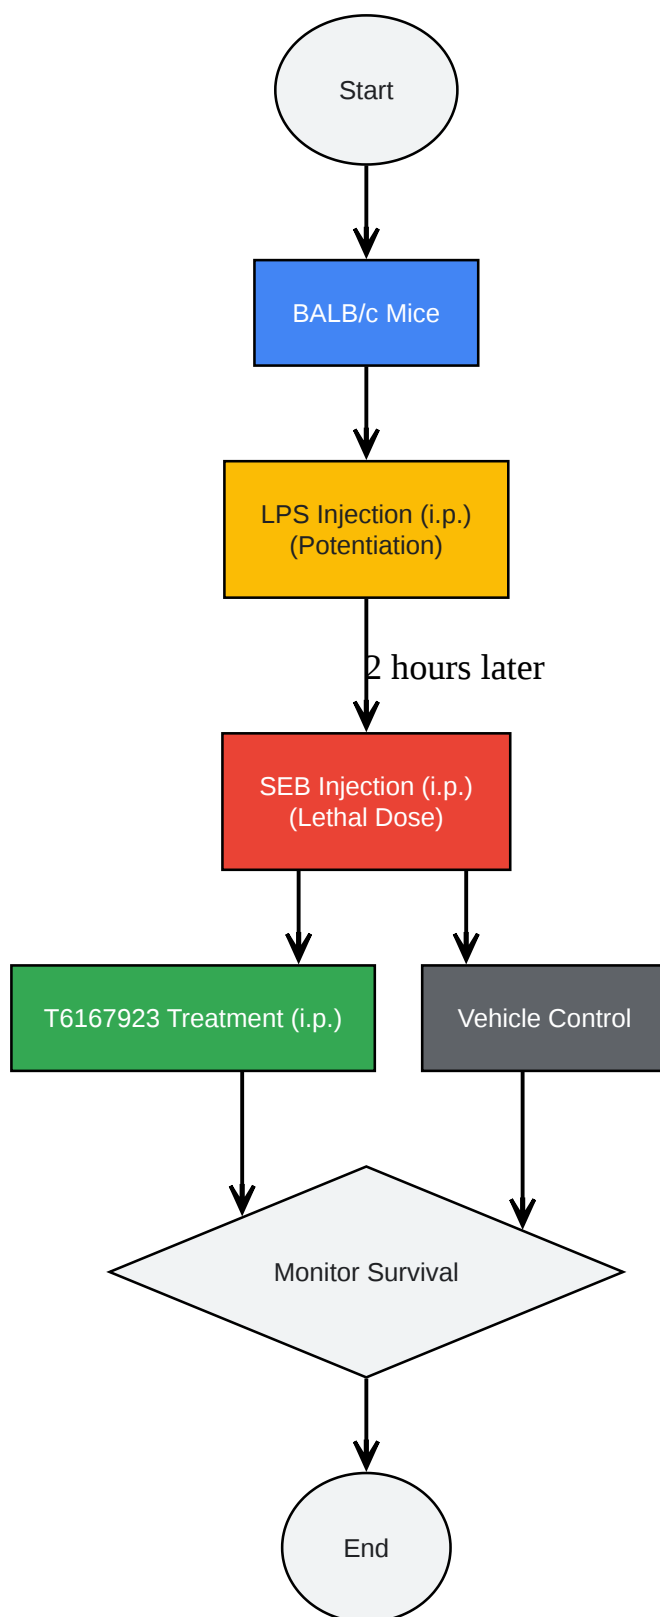 Start
BALB/c Mice
LPS Injection (i.p.)
(Potentiation)
2 hours later
SEB Injection (i.p.)
(Lethal Dose)
T6167923 Treatment (i.p.)
Vehicle Control
Monitor Survival
End